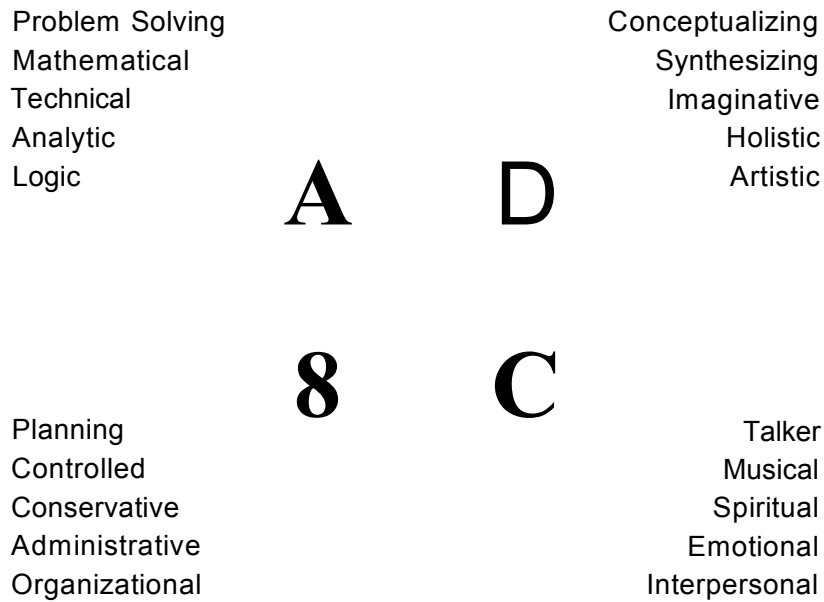 Problem Solving
Mathematical
Technical
Analytic
Logic
Conceptualizing
Synthesizing
Imaginative
Holistic
Artistic
A D
8 C
Planning
Controlled
Conservative
Administrative
Organizational
Talker
Musical
Spiritual
Emotional
Interpersonal